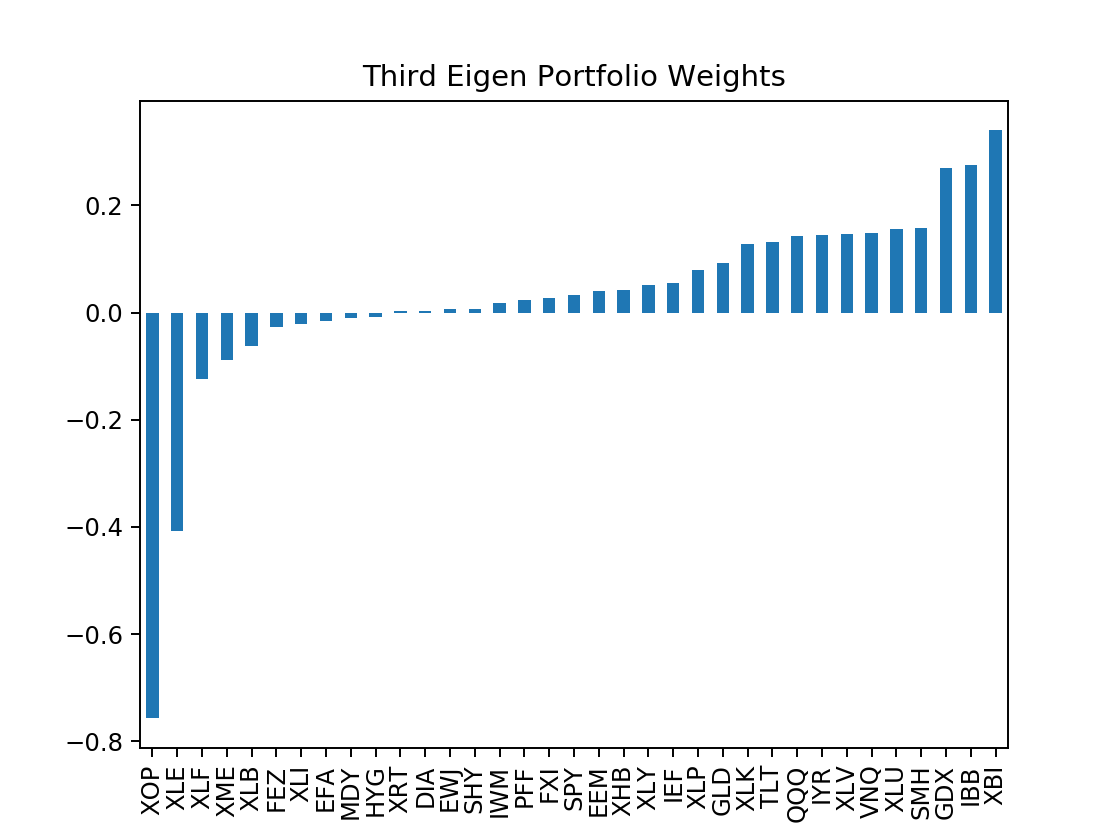 Third Eigen Portfolio Weights
0.2
0.0
−0.2
−0.4
−0.6
−0.8
XOP
XLE
XLF
XME
XLB
FEZ
XLI
EFA
MDY
HYG
XRT
DIA
EWJ
SHY
IWM
PFF
FXI
SPY
EEM
XHB
XLY
IEF
XLP
GLD
XLK
TLT
QQQ
IYR
XLV
VNQ
XLU
SMH
GDX
IBB
XBI